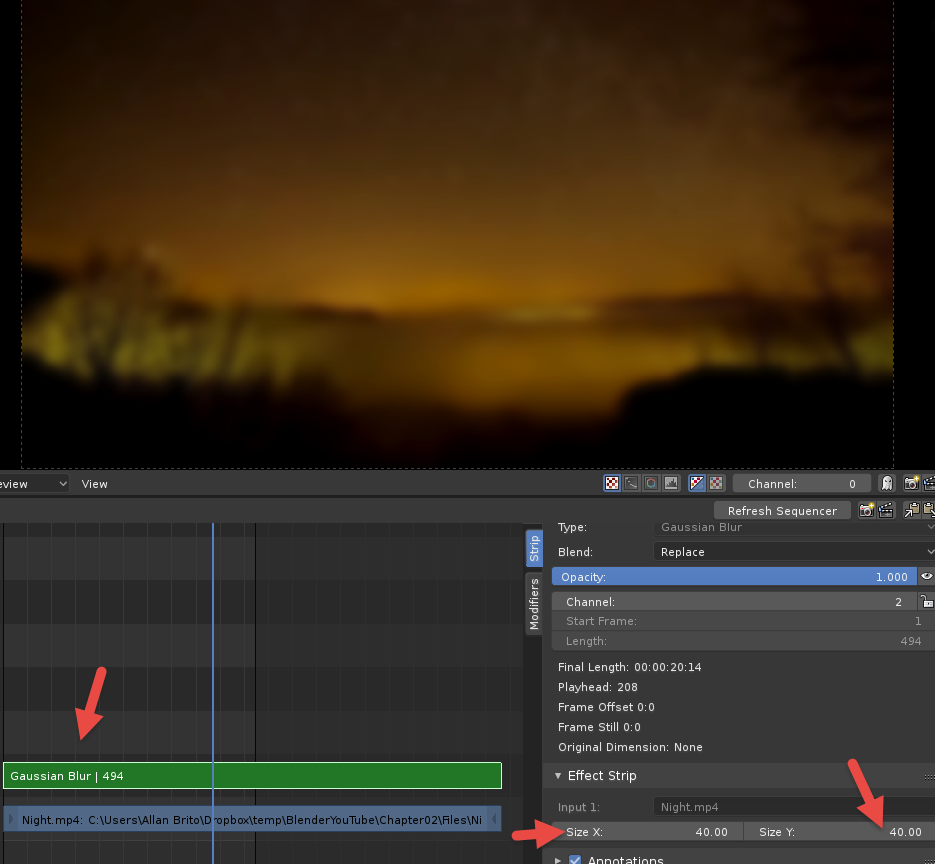 eview View Channel: 0
Refresh Sequencer
Type: Gaussian Blur
Blend: Replace
Opacity: 1.000
Channel: 2
Start Frame: 1
Length: 494
Final Length: 00:00:20:14
Playhead: 208
Frame Offset 0:0
Frame Still 0:0
Original Dimension: None
Effect Strip
Input 1: Night.mp4
Size X: 40.00 Size Y: 40.00
Annotations
Strip
Modifiers
Gaussian Blur | 494
Night.mp4: C:\Users\Allan Brito\Dropbox\temp\BlenderYouTube\Chapter02\Files\Ni